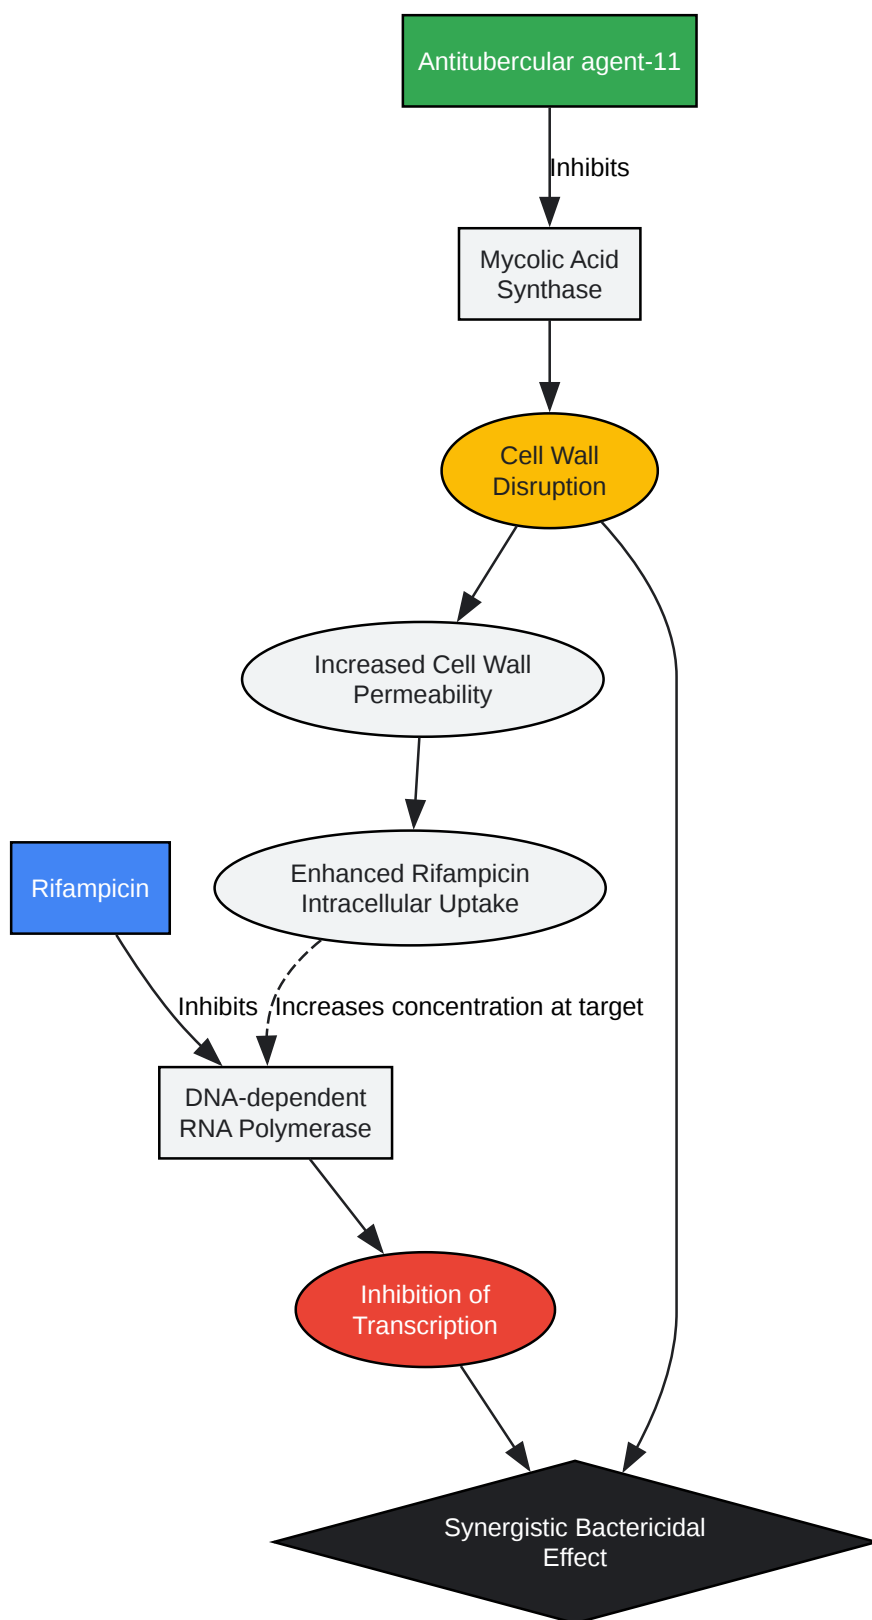 Antitubercular agent-11
Inhibits
Mycolic Acid
Synthase
Cell Wall
Disruption
Increased Cell Wall
Permeability
Rifampicin
Enhanced Rifampicin
Intracellular Uptake
Inhibits
Increases concentration at target
DNA-dependent
RNA Polymerase
Inhibition of
Transcription
Synergistic Bactericidal
Effect